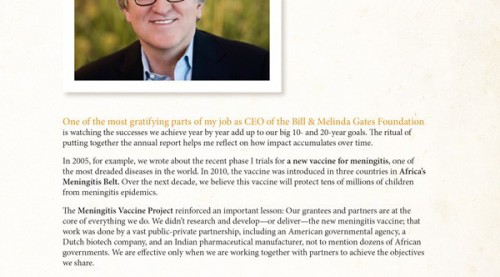 One of the most gratifying parts of my job as CEO of the Bill & Melinda Gates Foundation
is watching the successes we achieve year by year add up to our big 10- and 20-year goals. The ritual of
putting together the annual report helps me reflect on how impact accumulates over time.
In 2005, for example, we wrote about the recent phase I trials for a new vaccine for meningitis, one of
the most dreaded diseases in the world. In 2010, the vaccine was introduced in three countries in Africa's
Meningitis Belt. Over the next decade, we believe this vaccine will protect tens of millions of children
from meningitis epidemics.
The Meningitis Vaccine Project reinforced an important lesson: Our grantees and partners are at the
core of everything we do. We didn't research and develop—or deliver—the new meningitis vaccine; that
work was done by a vast public-private partnership, including an American governmental agency, a
Dutch biotech company, and an Indian pharmaceutical manufacturer, not to mention dozens of African
governments. We are effective only when we are working together with partners to achieve the objectives
we share.